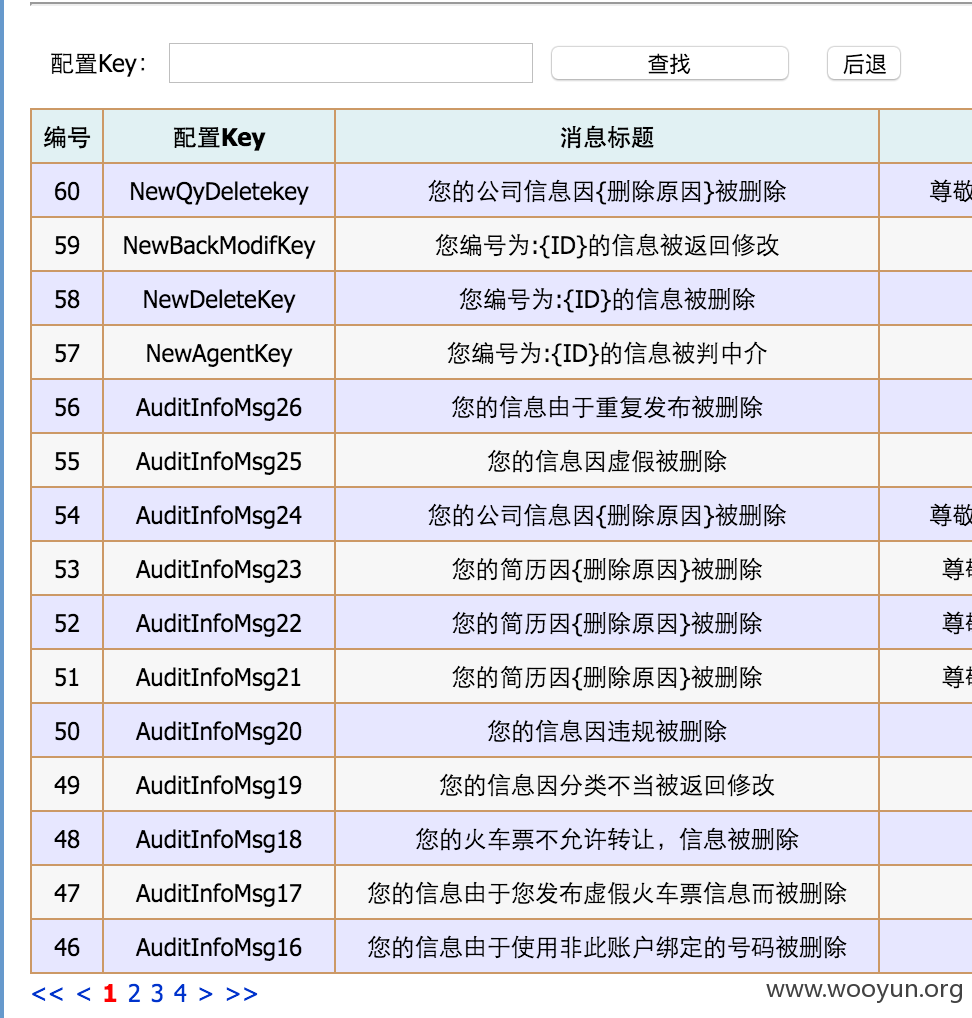 配置Key： 查找 后退
编号 配置Key 消息标题
60 NewQyDeletekey 您的公司信息因{删除原因}被删除 尊敬
59 NewBackModifKey 您编号为:{ID}的信息被返回修改
58 NewDeleteKey 您编号为:{ID}的信息被删除
57 NewAgentKey 您编号为:{ID}的信息被判中介
56 AuditInfoMsg26 您的信息由于重复发布被删除
55 AuditInfoMsg25 您的信息因虚假被删除
54 AuditInfoMsg24 您的公司信息因{删除原因}被删除 尊敬
53 AuditInfoMsg23 您的简历因{删除原因}被删除 尊敬
52 AuditInfoMsg22 您的简历因{删除原因}被删除 尊敬
51 AuditInfoMsg21 您的简历因{删除原因}被删除 尊敬
50 AuditInfoMsg20 您的信息因违规被删除
49 AuditInfoMsg19 您的信息因分类不当被返回修改
48 AuditInfoMsg18 您的火车票不允许转让，信息被删除
47 AuditInfoMsg17 您的信息由于您发布虚假火车票信息而被删除
46 AuditInfoMsg16 您的信息由于使用非此账户绑定的号码被删除
<< < 1 2 3 4 > >> www.wooyun.org